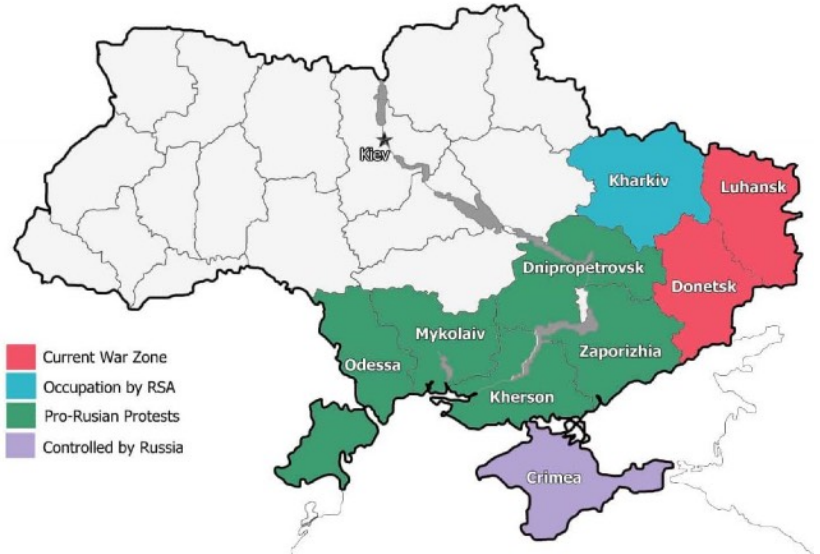 Kiev
Kharkiv
Luhansk
Dnipropetrovsk
Donetsk
Mykolaiv
Odessa
Zaporizhia
Kherson
Crimea
Current War Zone
Occupation by RSA
Pro-Rusian Protests
Controlled by Russia